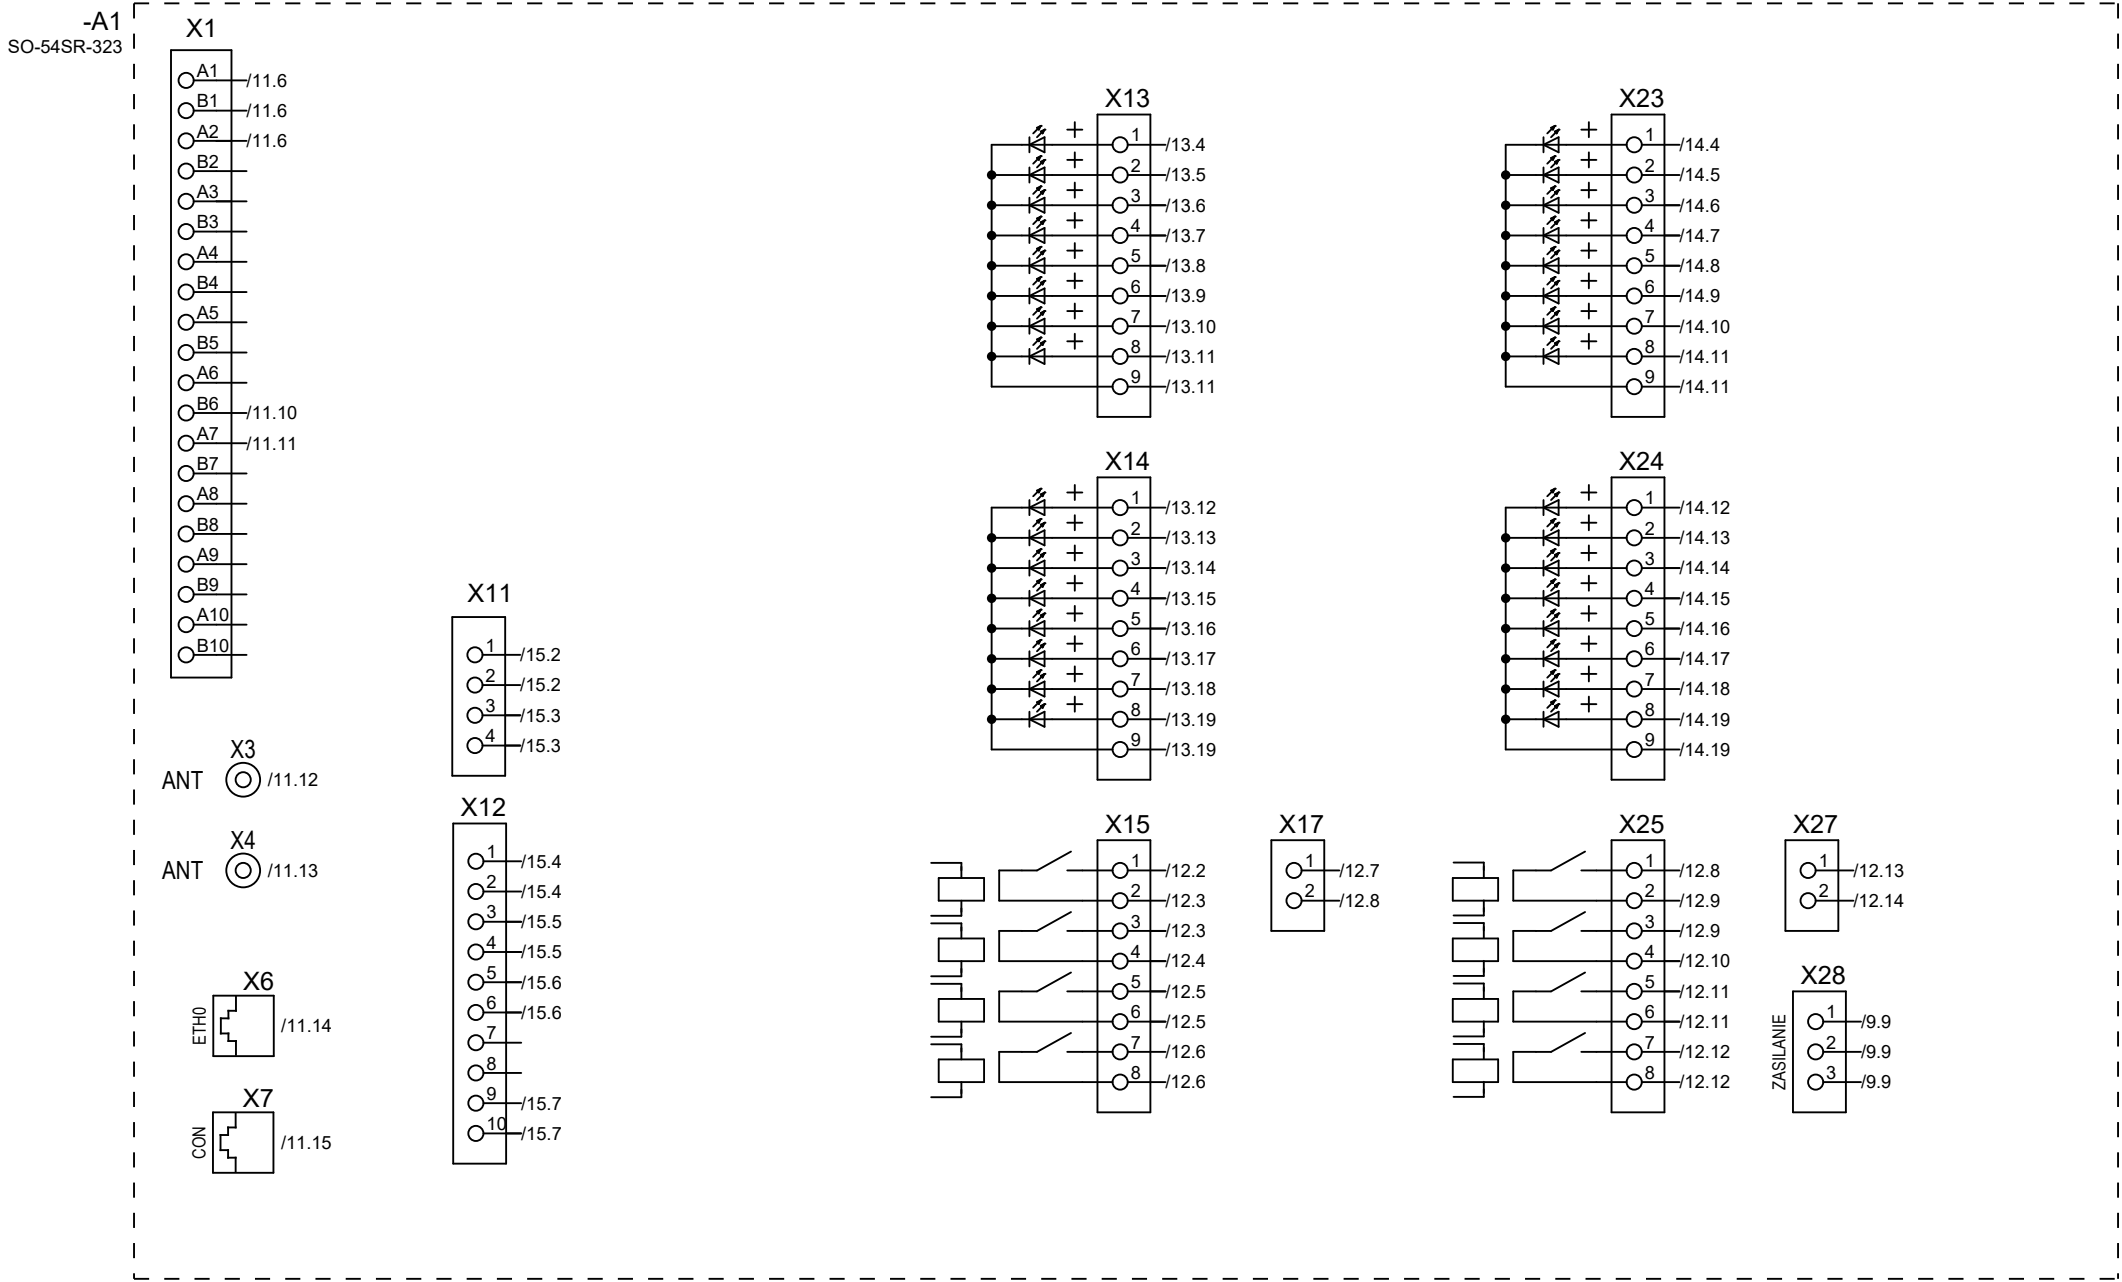 -A1
SO-54SR-323
X1
A1 /11.6
B1 /11.6
A2 /11.6
B2
A3
B3
A4
B4
A5
B5
A6
B6 /11.10
A7 /11.11
B7
A8
B8
A9
B9
A10
B10
X3
ANT /11.12
X4
ANT /11.13
X6
ETH0 /11.14
X7
CON /11.15
X11
1 /15.2
2 /15.2
3 /15.3
4 /15.3
X12
1 /15.4
2 /15.4
3 /15.5
4 /15.5
5 /15.6
6 /15.6
7
8
9 /15.7
10 /15.7
X13
+ 1 /13.4
+ 2 /13.5
+ 3 /13.6
+ 4 /13.7
+ 5 /13.8
+ 6 /13.9
+ 7 /13.10
+ 8 /13.11
9 /13.11
X14
+ 1 /13.12
+ 2 /13.13
+ 3 /13.14
+ 4 /13.15
+ 5 /13.16
+ 6 /13.17
+ 7 /13.18
+ 8 /13.19
9 /13.19
X15
1 /12.2
2 /12.3
3 /12.3
4 /12.4
5 /12.5
6 /12.5
7 /12.6
8 /12.6
X17
1 /12.7
2 /12.8
X23
+ 1 /14.4
+ 2 /14.5
+ 3 /14.6
+ 4 /14.7
+ 5 /14.8
+ 6 /14.9
+ 7 /14.10
+ 8 /14.11
9 /14.11
X24
+ 1 /14.12
+ 2 /14.13
+ 3 /14.14
+ 4 /14.15
+ 5 /14.16
+ 6 /14.17
+ 7 /14.18
+ 8 /14.19
9 /14.19
X25
1 /12.8
2 /12.9
3 /12.9
4 /12.10
5 /12.11
6 /12.11
7 /12.12
8 /12.12
X27
1 /12.13
2 /12.14
X28
ZASILANIE
1 /9.9
2 /9.9
3 /9.9